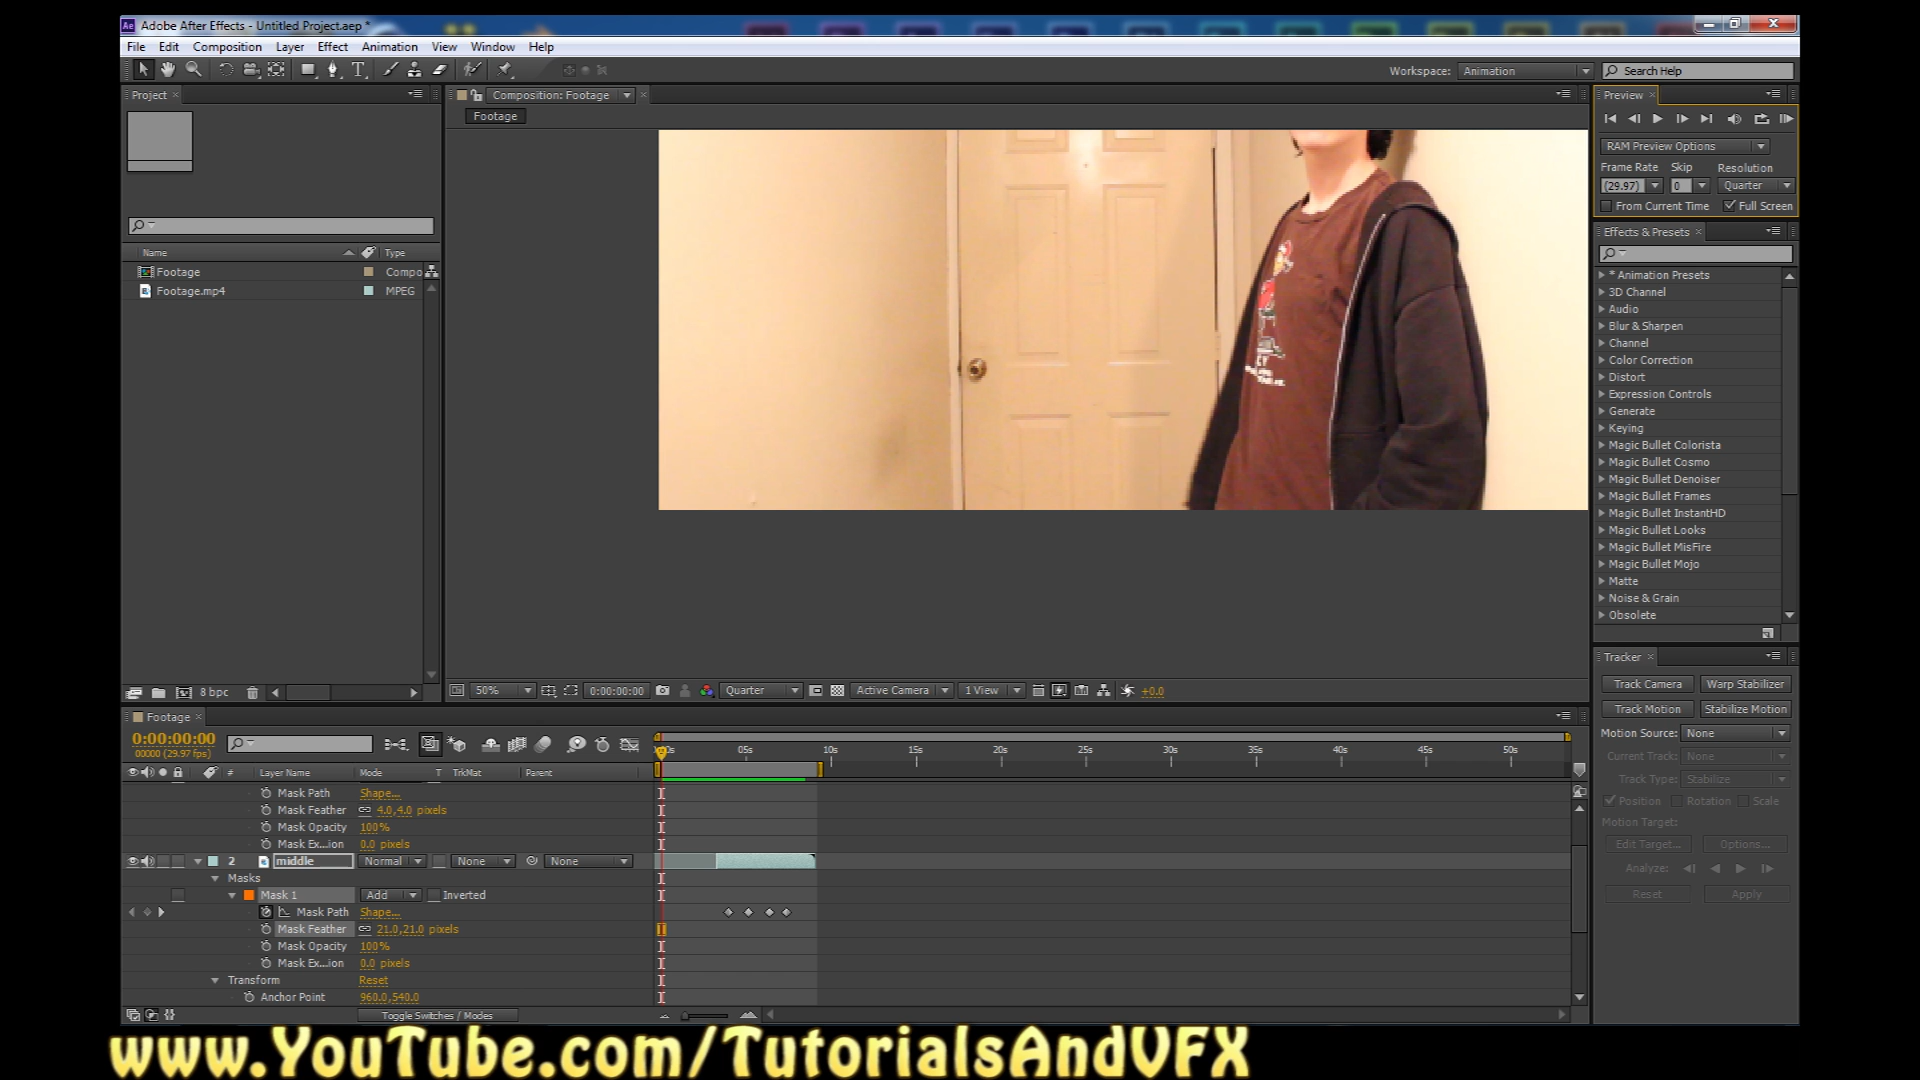 Ae Adobe After Effects - Untitled Project.aep *
File Edit Composition Layer Effect Animation View Window Help
Workspace: Animation Search Help
Project
Name Type
Footage Compo
Footage.mp4 MPEG
8 bpc
Composition: Footage
Footage
50% 0:00:00:00 Quarter Active Camera 1 View +0.0
Preview
RAM Preview Options
Frame Rate Skip Resolution
(29.97) 0 Quarter
From Current Time Full Screen
Effects & Presets
* Animation Presets
3D Channel
Audio
Blur & Sharpen
Channel
Color Correction
Distort
Expression Controls
Generate
Keying
Magic Bullet Colorista
Magic Bullet Cosmo
Magic Bullet Denoiser
Magic Bullet Frames
Magic Bullet InstantHD
Magic Bullet Looks
Magic Bullet MisFire
Magic Bullet Mojo
Matte
Noise & Grain
Obsolete
Tracker
Track Camera Warp Stabilizer
Track Motion Stabilize Motion
Motion Source: None
Current Track: None
Track Type: Stabilize
Position Rotation Scale
Motion Target:
Edit Target... Options...
Analyze:
Reset Apply
Footage
0:00:00:00
00000 (29.97 fps)
05s 10s 15s 20s 25s 30s 35s 40s 45s 50s
# Layer Name Mode T TrkMat Parent
Mask Path Shape...
Mask Feather 4.0,4.0 pixels
Mask Opacity 100%
Mask Ex...ion 0.0 pixels
2 middle Normal None None
Masks
Mask 1 Add Inverted
Mask Path Shape...
Mask Feather 21.0,21.0 pixels
Mask Opacity 100%
Mask Ex...ion 0.0 pixels
Transform Reset
Anchor Point 960.0,540.0
Toggle Switches / Modes
www.YouTube.com/TutorialsAndVFX